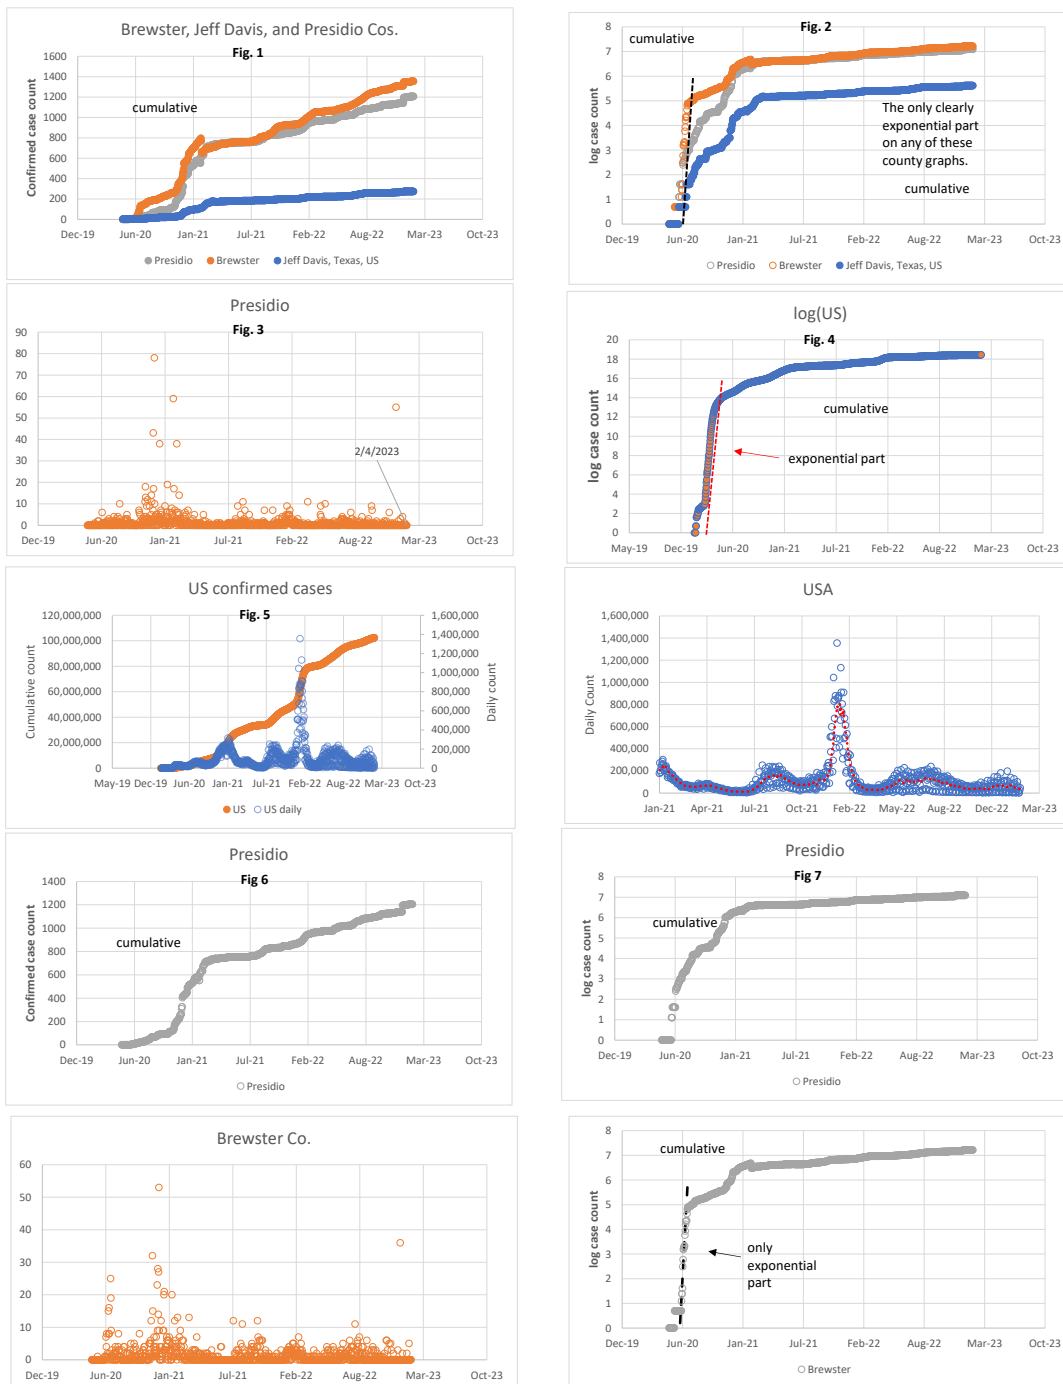 Brewster, Jeff Davis, and Presidio Cos.
Fig. 1
1600
1400
1200
1000
800
600
400
200
0
Confirmed case count
cumulative
Dec-19 Jun-20 Jan-21 Jul-21 Feb-22 Aug-22 Mar-23 Oct-23
Presidio Brewster Jeff Davis, Texas, US
Fig. 2
8
7
6
5
4
3
2
1
0
log case count
cumulative
The only clearly
exponential part
on any of these
county graphs.
cumulative
Dec-19 Jun-20 Jan-21 Jul-21 Feb-22 Aug-22 Mar-23 Oct-23
Presidio Brewster Jeff Davis, Texas, US
Presidio
Fig. 3
90
80
70
60
50
40
30
20
10
0
2/4/2023
Dec-19 Jun-20 Jan-21 Jul-21 Feb-22 Aug-22 Mar-23 Oct-23
log(US)
Fig. 4
20
18
16
14
12
10
8
6
4
2
0
log case count
cumulative
exponential part
May-19 Dec-19 Jun-20 Jan-21 Jul-21 Feb-22 Aug-22 Mar-23 Oct-23
US confirmed cases
Fig. 5
120,000,000
100,000,000
80,000,000
60,000,000
40,000,000
20,000,000
0
Cumulative count
1,600,000
1,400,000
1,200,000
1,000,000
800,000
600,000
400,000
200,000
0
Daily count
May-19 Dec-19 Jun-20 Jan-21 Jul-21 Feb-22 Aug-22 Mar-23 Oct-23
US US daily
USA
1,600,000
1,400,000
1,200,000
1,000,000
800,000
600,000
400,000
200,000
0
Daily Count
Jan-21 Apr-21 Jul-21 Oct-21 Feb-22 May-22 Aug-22 Dec-22 Mar-23
Presidio
Fig 6
1400
1200
1000
800
600
400
200
0
Confirmed case count
cumulative
Dec-19 Jun-20 Jan-21 Jul-21 Feb-22 Aug-22 Mar-23 Oct-23
Presidio
Presidio
Fig 7
8
7
6
5
4
3
2
1
0
log case count
cumulative
Dec-19 Jun-20 Jan-21 Jul-21 Feb-22 Aug-22 Mar-23 Oct-23
Presidio
Brewster Co.
60
50
40
30
20
10
0
Dec-19 Jun-20 Jan-21 Jul-21 Feb-22 Aug-22 Mar-23 Oct-23
8
7
6
5
4
3
2
1
0
log case count
cumulative
only
exponential
part
Dec-19 Jun-20 Jan-21 Jul-21 Feb-22 Aug-22 Mar-23 Oct-23
Brewster